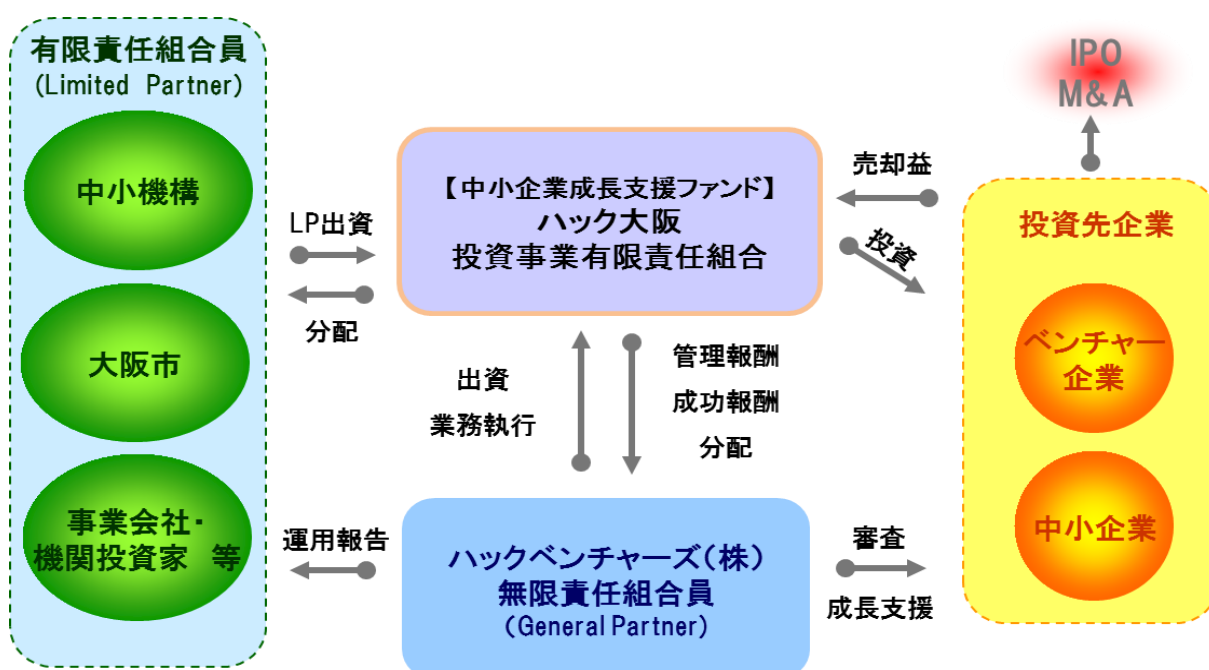 有限責任組合員
(Limited Partner)
中小機構
大阪市
事業会社・
機関投資家 等
LP出資
分配
運用報告
【中小企業成長支援ファンド】
ハック大阪
投資事業有限責任組合
出資
業務執行
管理報酬
成功報酬
分配
ハックベンチャーズ(株)
無限責任組合員
(General Partner)
売却益
投資
審査
成長支援
IPO
M&A
投資先企業
ベンチャー
企業
中小企業